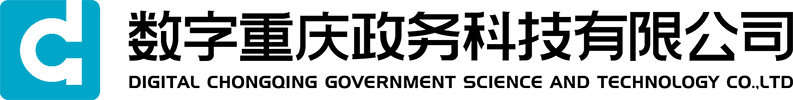 数字重庆政务科技有限公司
DIGITAL CHONGQING GOVERNMENT SCIENCE AND TECHNOLOGY CO.,LTD